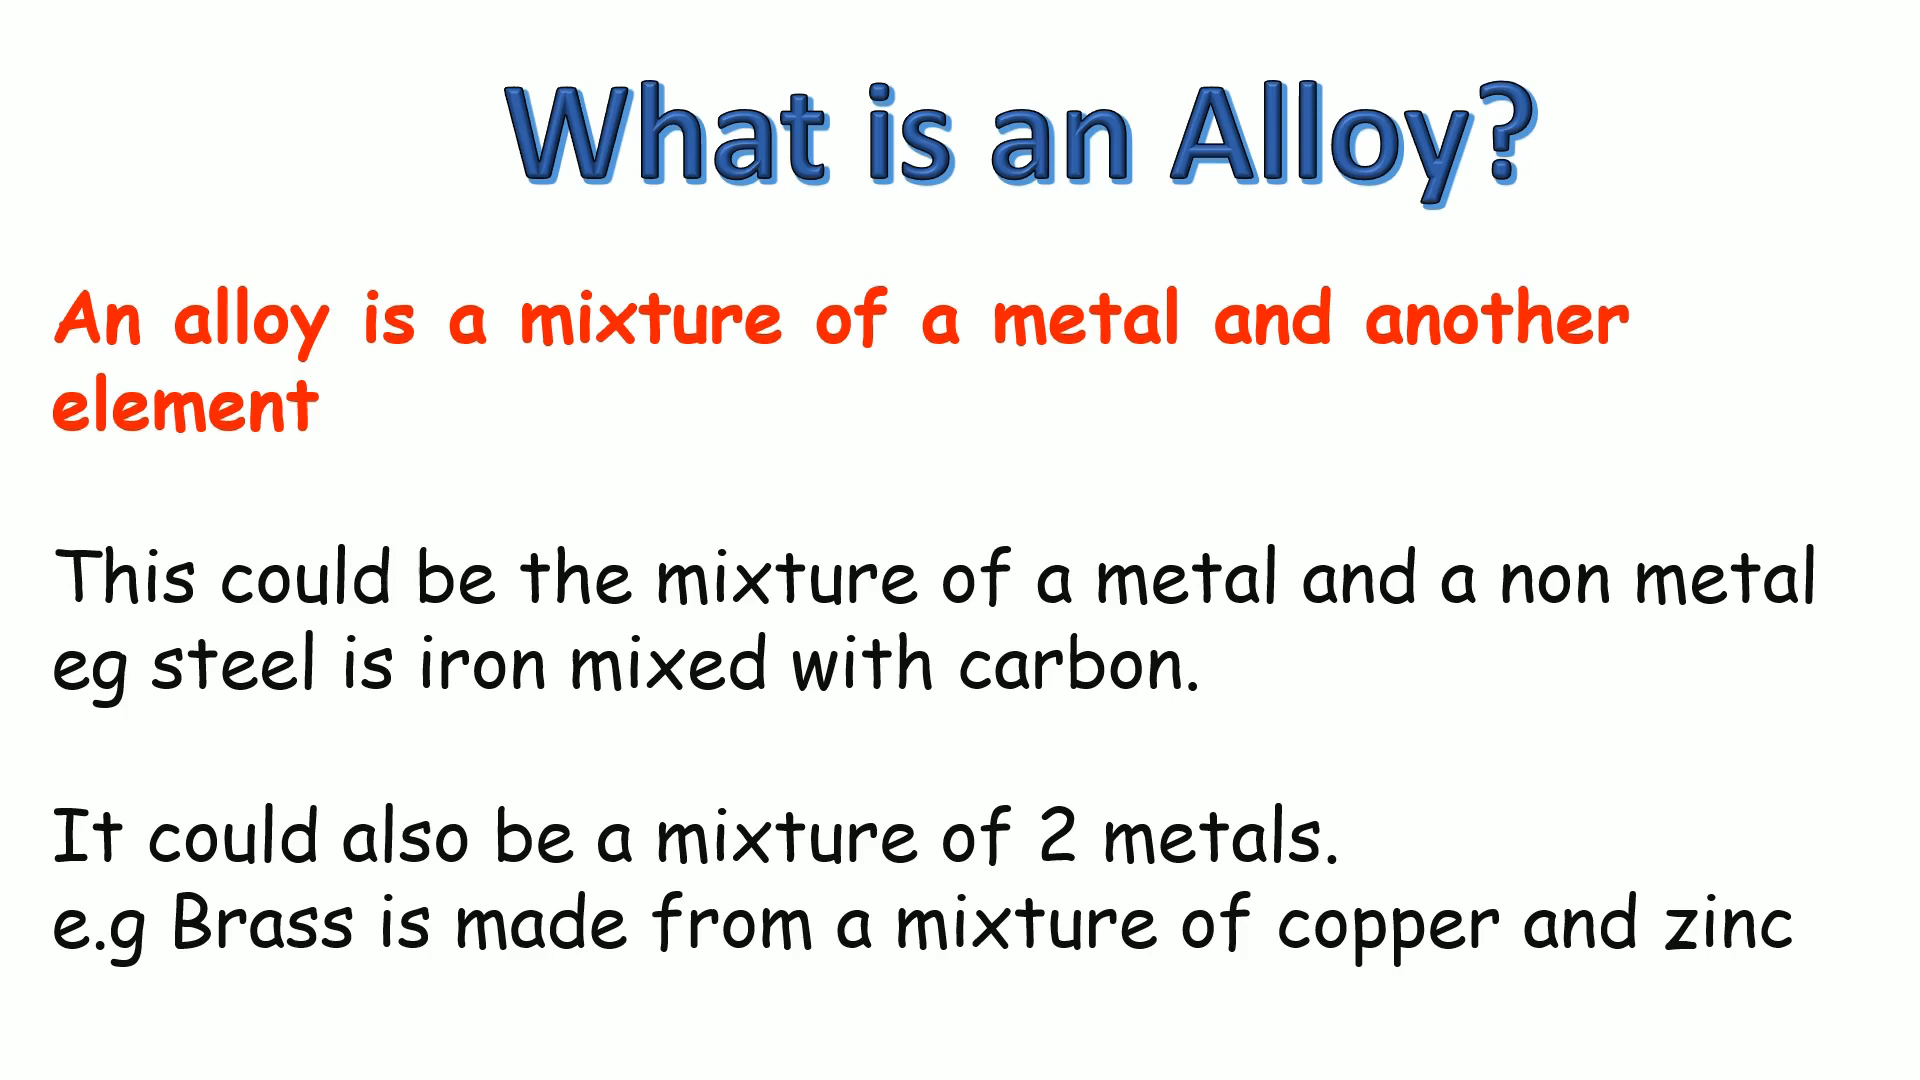 What is an Alloy?
An alloy is a mixture of a metal and another
element
This could be the mixture of a metal and a non metal
eg steel is iron mixed with carbon.
It could also be a mixture of 2 metals.
e.g Brass is made from a mixture of copper and zinc